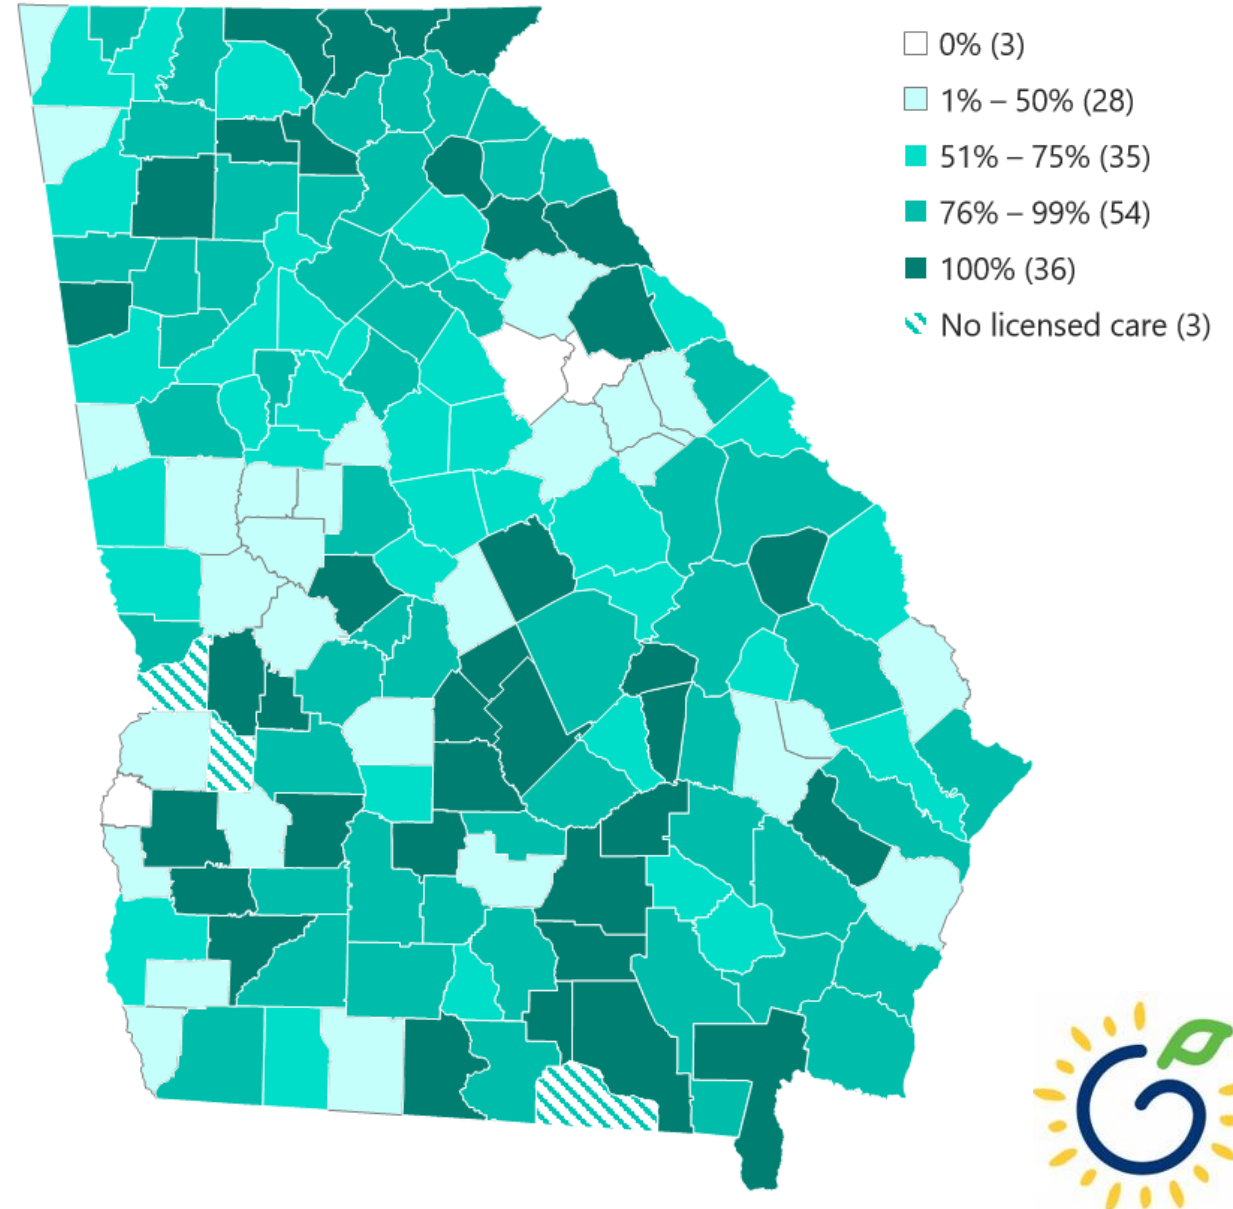 0% (3)
1% – 50% (28)
51% – 75% (35)
76% – 99% (54)
100% (36)
No licensed care (3)